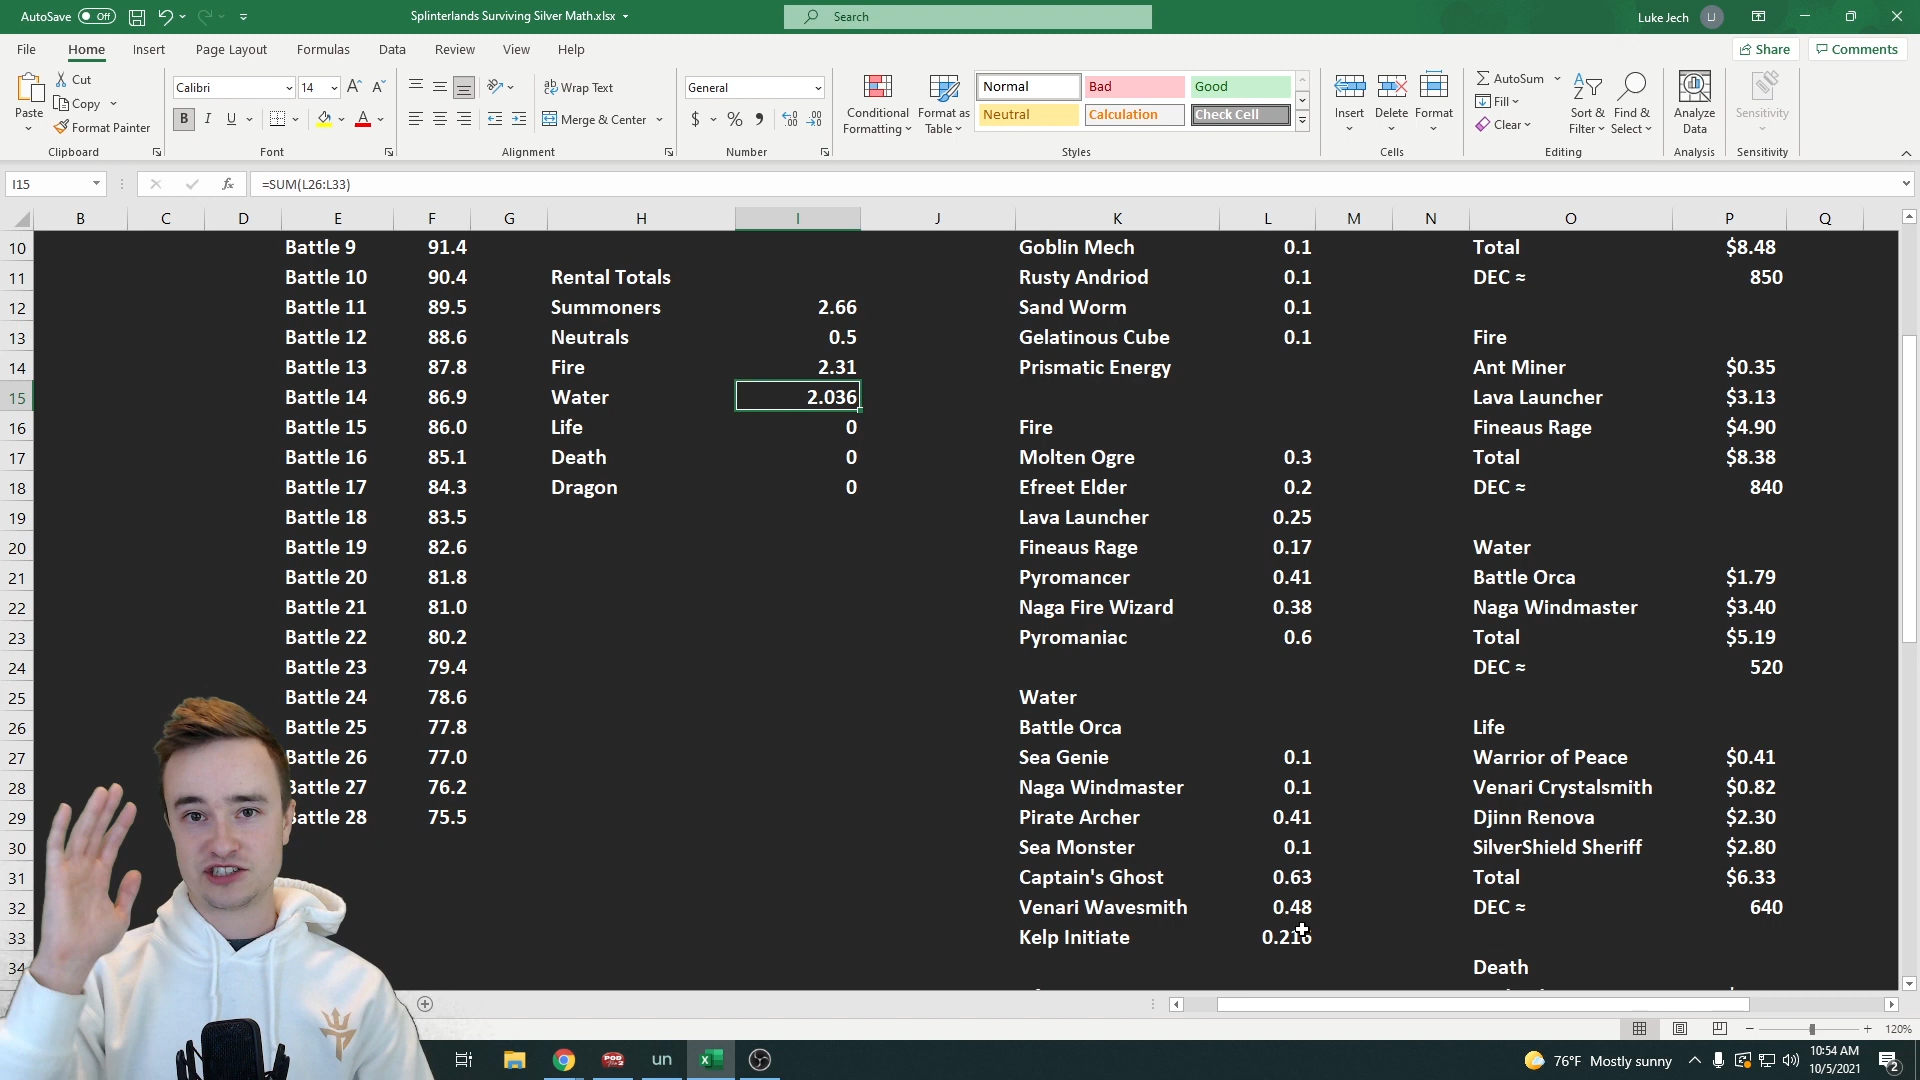 AutoSave Off Splinterlands Surviving Silver Math.xlsx Search Luke Jech LJ
File Home Insert Page Layout Formulas Data Review View Help Share Comments
Paste Cut Copy Format Painter Clipboard
Calibri 14 B I U A A Font
Wrap Text Merge & Center Alignment
General $ % Number
Conditional Formatting Format as Table Normal Bad Good Neutral Calculation Check Cell Styles
Insert Delete Format Cells
AutoSum Fill Clear Sort & Filter Find & Select Editing
Analyze Data Analysis Sensitivity Sensitivity
I15 fx =SUM(L26:L33)
B C D E F G H I J K L M N O P Q
10 Battle 9 91.4 Goblin Mech 0.1 Total $8.48
11 Battle 10 90.4 Rental Totals Rusty Andriod 0.1 DEC ≈ 850
12 Battle 11 89.5 Summoners 2.66 Sand Worm 0.1
13 Battle 12 88.6 Neutrals 0.5 Gelatinous Cube 0.1 Fire
14 Battle 13 87.8 Fire 2.31 Prismatic Energy Ant Miner $0.35
15 Battle 14 86.9 Water 2.036 Lava Launcher $3.13
16 Battle 15 86.0 Life 0 Fire Fineaus Rage $4.90
17 Battle 16 85.1 Death 0 Molten Ogre 0.3 Total $8.38
18 Battle 17 84.3 Dragon 0 Efreet Elder 0.2 DEC ≈ 840
19 Battle 18 83.5 Lava Launcher 0.25
20 Battle 19 82.6 Fineaus Rage 0.17 Water
21 Battle 20 81.8 Pyromancer 0.41 Battle Orca $1.79
22 Battle 21 81.0 Naga Fire Wizard 0.38 Naga Windmaster $3.40
23 Battle 22 80.2 Pyromaniac 0.6 Total $5.19
24 Battle 23 79.4 DEC ≈ 520
25 Battle 24 78.6 Water
26 Battle 25 77.8 Battle Orca Life
27 Battle 26 77.0 Sea Genie 0.1 Warrior of Peace $0.41
28 Battle 27 76.2 Naga Windmaster 0.1 Venari Crystalsmith $0.82
29 Battle 28 75.5 Pirate Archer 0.41 Djinn Renova $2.30
30 Sea Monster 0.1 SilverShield Sheriff $2.80
31 Captain's Ghost 0.63 Total $6.33
32 Venari Wavesmith 0.48 DEC ≈ 640
33 Kelp Initiate 0.216
34 Death
120%
POD un 76°F Mostly sunny 10:54 AM
10/5/2021 2